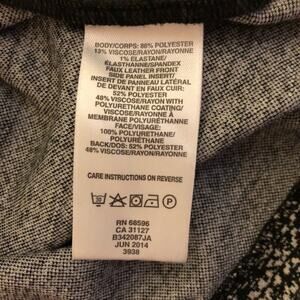 BODY/CORPS: 86% POLYESTER
13% VISCOSE/RAYON/RAYONNE
1% ELASTANE/
ÉLASTHANNE/SPANDEX
FAUX LEATHER FRONT
SIDE PANEL INSERT/
INSERT DE PANNEAU LATÉRAL
DE DEVANT EN FAUX CUIR:
52% POLYESTER
48% VISCOSE/RAYON WITH
POLYURETHANE COATING/
VISCOSE/RAYONNE À
MEMBRANE POLYURÉTHANNE
FACE/VISAGE:
100% POLYURETHANE/
POLYURÉTHANNE
BACK/DOS: 52% POLYESTER
48% VISCOSE/RAYON/RAYONNE
CARE INSTRUCTIONS ON REVERSE
RN 68596
CA 31127
B342087JA
JUN 2014
3938